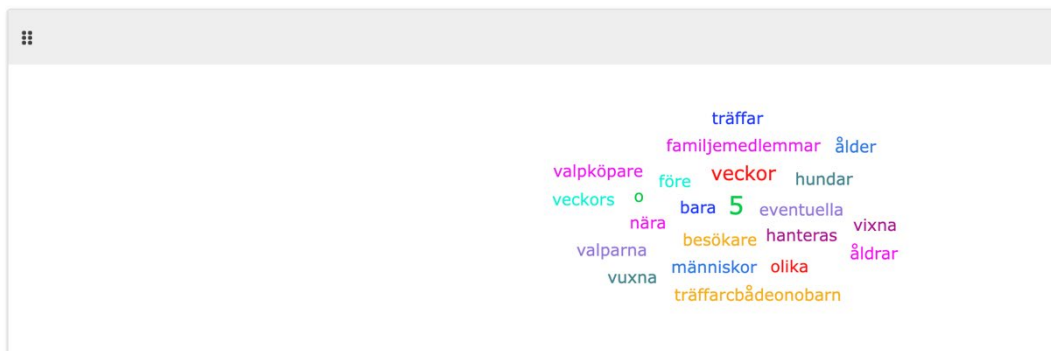 träffar
familjemedlemmar ålder
valpköpare före veckor hundar
veckors o bara 5 eventuella
nära besökare hanteras vixna
valparna åldrar
vuxna människor olika
träffarcbådeonobarn